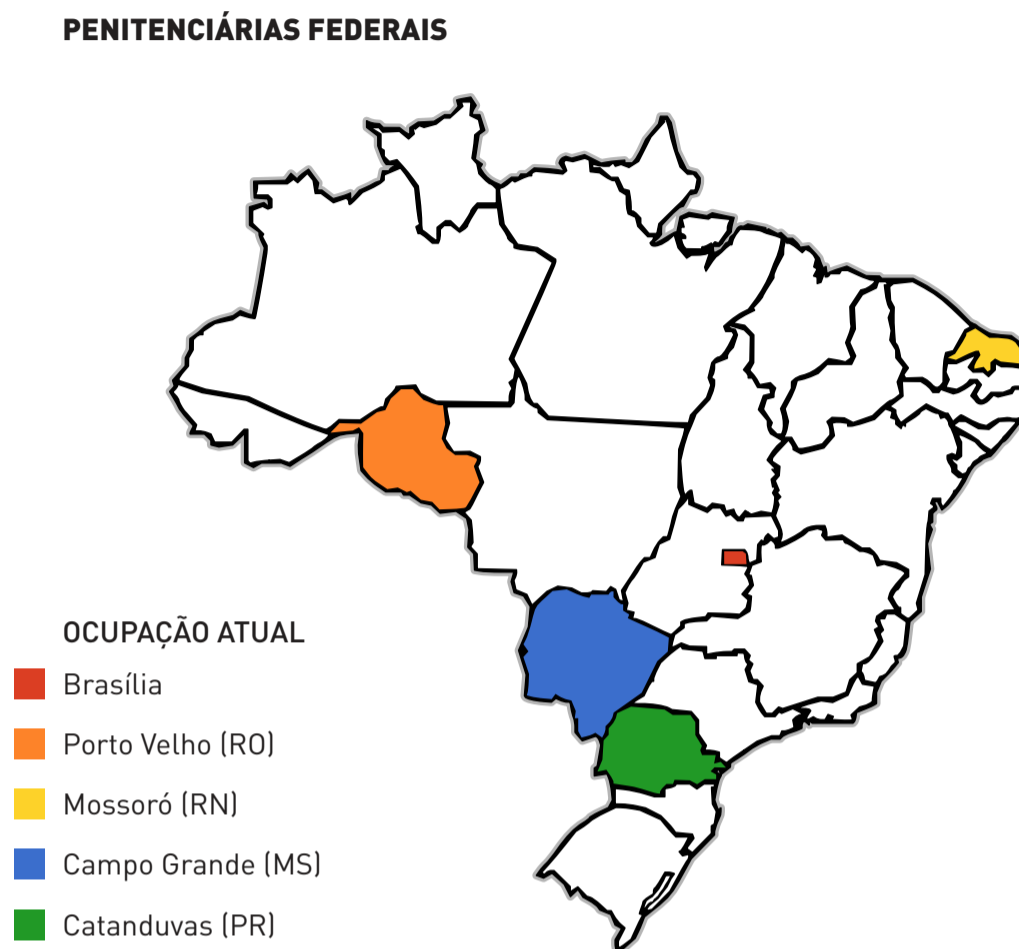 PENITENCIÁRIAS FEDERAIS
OCUPAÇÃO ATUAL
Brasília
Porto Velho (RO)
Mossoró (RN)
Campo Grande (MS)
Catanduvas (PR)